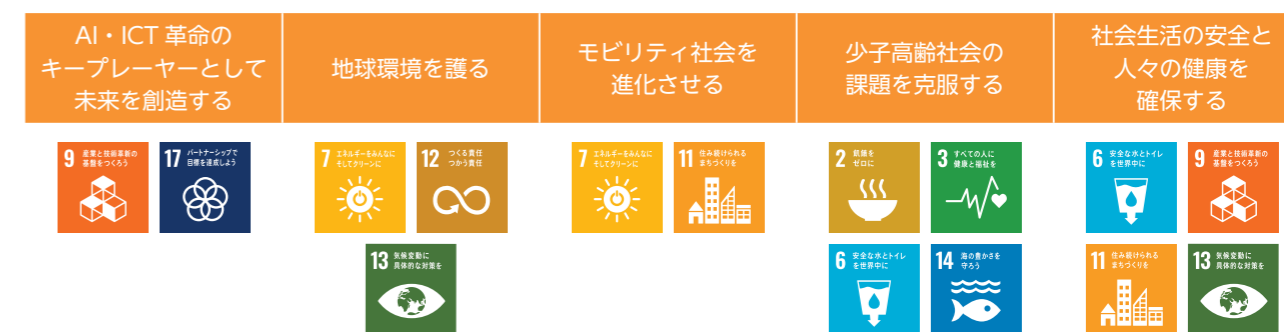 AI・ICT 革命の
キープレーヤーとして
未来を創造する
地球環境を護る
モビリティ社会を
進化させる
少子高齢社会の
課題を克服する
社会生活の安全と
人々の健康を
確保する
9 産業と技術革新の
基盤をつくろう
17 パートナーシップで
目標を達成しよう
7 エネルギーをみんなに
そしてクリーンに
12 つくる責任
つかう責任
13 気候変動に
具体的な対策を
7 エネルギーをみんなに
そしてクリーンに
11 住み続けられる
まちづくりを
2 飢餓を
ゼロに
3 すべての人に
健康と福祉を
6 安全な水とトイレ
を世界中に
14 海の豊かさを
守ろう
6 安全な水とトイレ
を世界中に
9 産業と技術革新の
基盤をつくろう
11 住み続けられる
まちづくりを
13 気候変動に
具体的な対策を